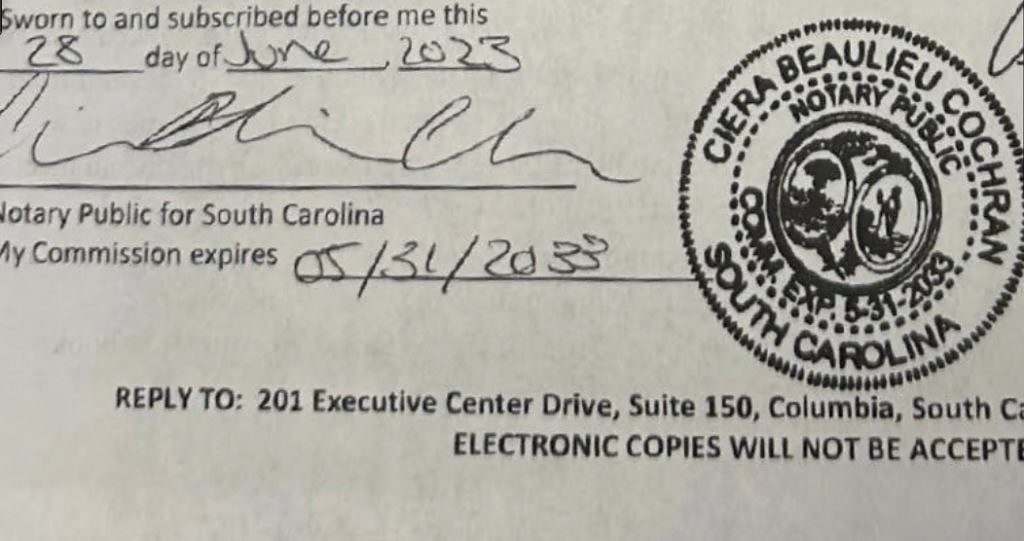 Sworn to and subscribed before me this
28 day of June, 2023
Notary Public for South Carolina
My Commission expires 05/31/2033
CIERA BEAULIEU COCHRAN
NOTARY PUBLIC
COMM. EXP. 5-31-2033
SOUTH CAROLINA
REPLY TO: 201 Executive Center Drive, Suite 150, Columbia, South Ca
ELECTRONIC COPIES WILL NOT BE ACCEPTE